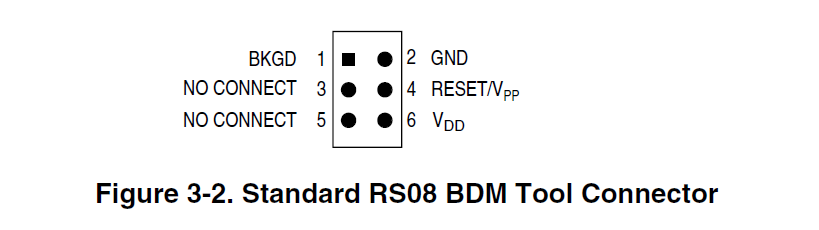 BKGD 1 2 GND
NO CONNECT 3 4 RESET/VPP
NO CONNECT 5 6 VDD
Figure 3-2. Standard RS08 BDM Tool Connector